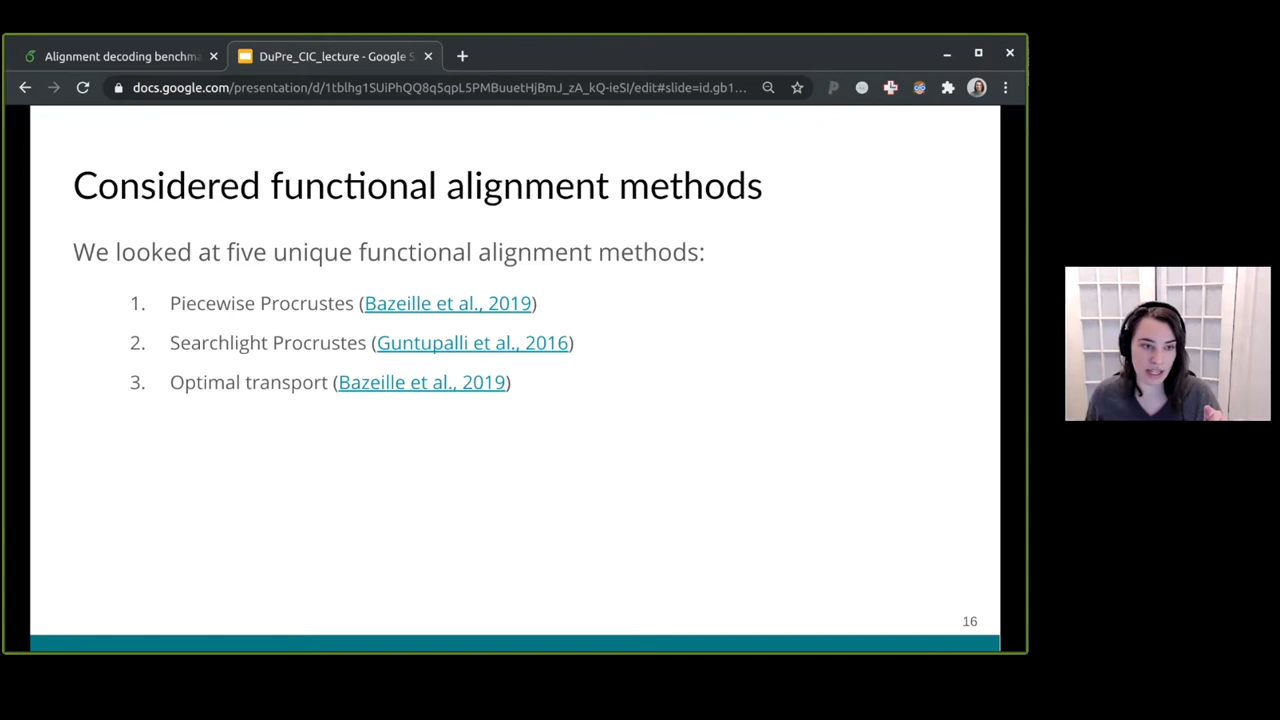 Alignment decoding benchma
DuPre_CIC_lecture - Google S
docs.google.com/presentation/d/1tblhg1SUiPhQQ8q5qpL5PMBuuetHjBmJ_zA_kQ-ieSI/edit#slide=id.gb1...
Considered functional alignment methods
We looked at five unique functional alignment methods:
1. Piecewise Procrustes (Bazeille et al., 2019)
2. Searchlight Procrustes (Guntupalli et al., 2016)
3. Optimal transport (Bazeille et al., 2019)
16